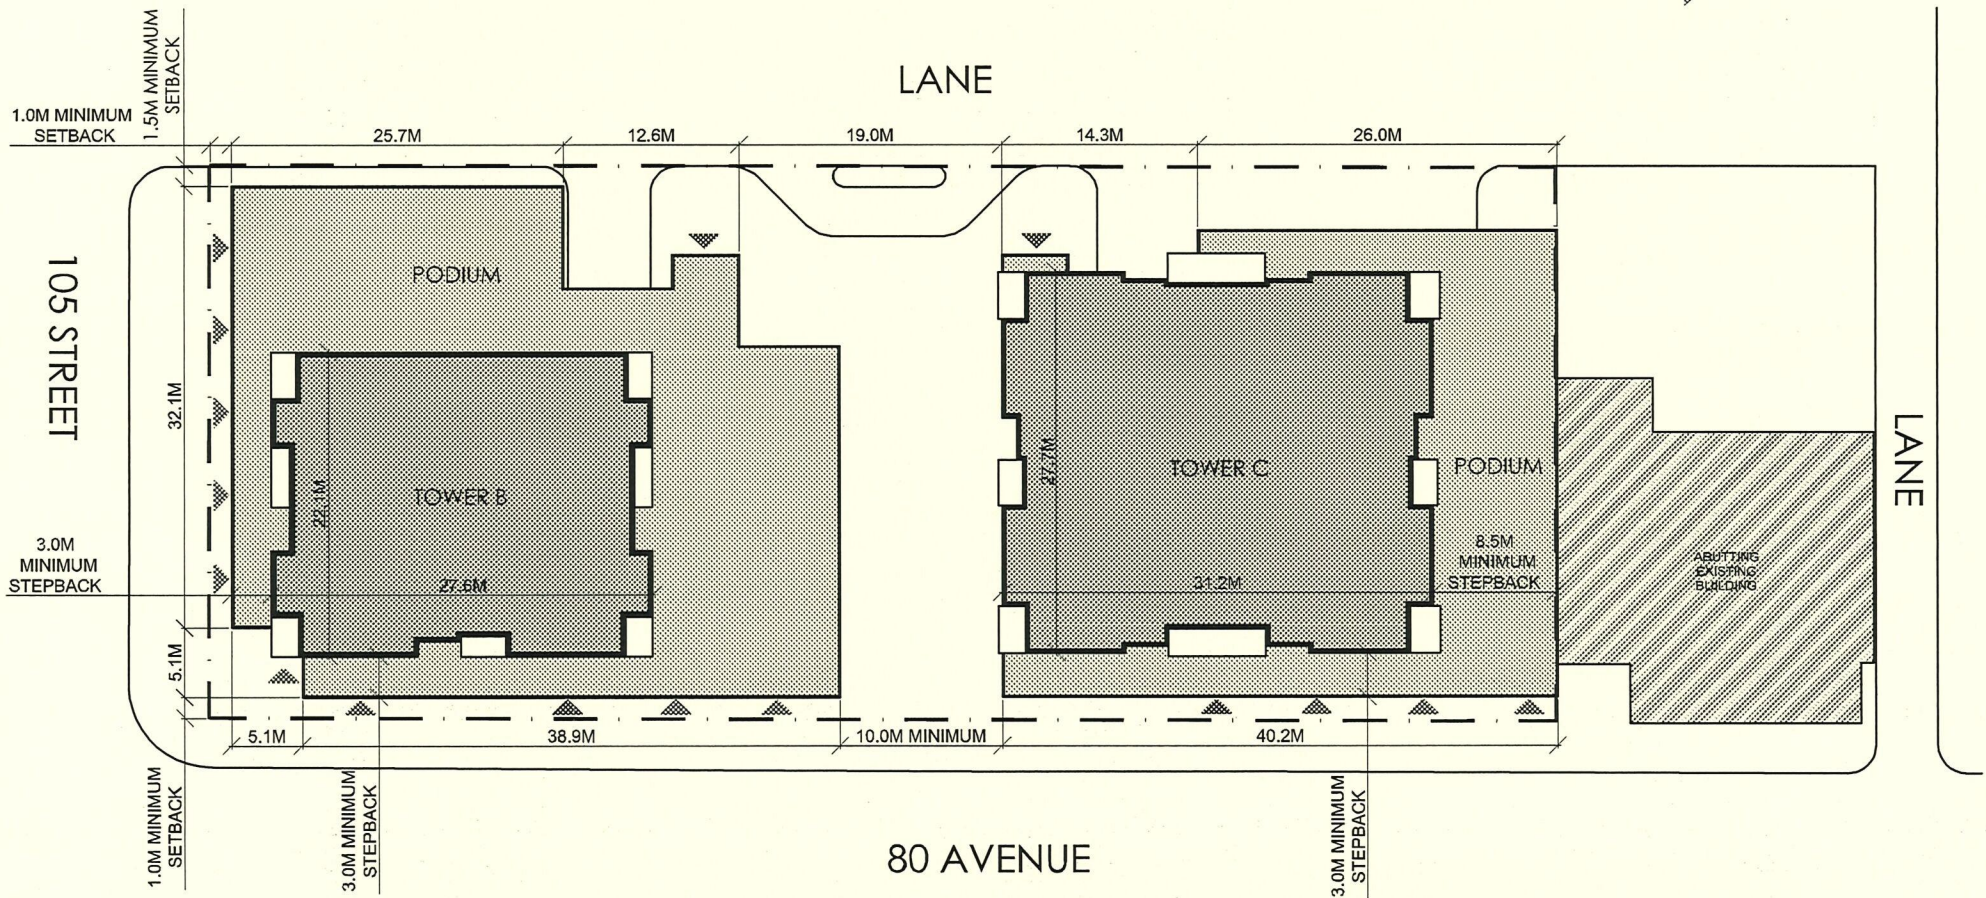 LANE
1.5M MINIMUM
SETBACK
1.0M MINIMUM
SETBACK
25.7M
12.6M
19.0M
14.3M
26.0M
105 STREET
PODIUM
32.1M
TOWER B
22.1M
27.6M
TOWER C
27.7M
31.2M
PODIUM
8.5M
MINIMUM
STEPBACK
ABUTTING
EXISTING
BUILDING
LANE
3.0M
MINIMUM
STEPBACK
5.1M
5.1M
38.9M
10.0M MINIMUM
40.2M
1.0M MINIMUM
SETBACK
3.0M MINIMUM
STEPBACK
3.0M MINIMUM
STEPBACK
80 AVENUE